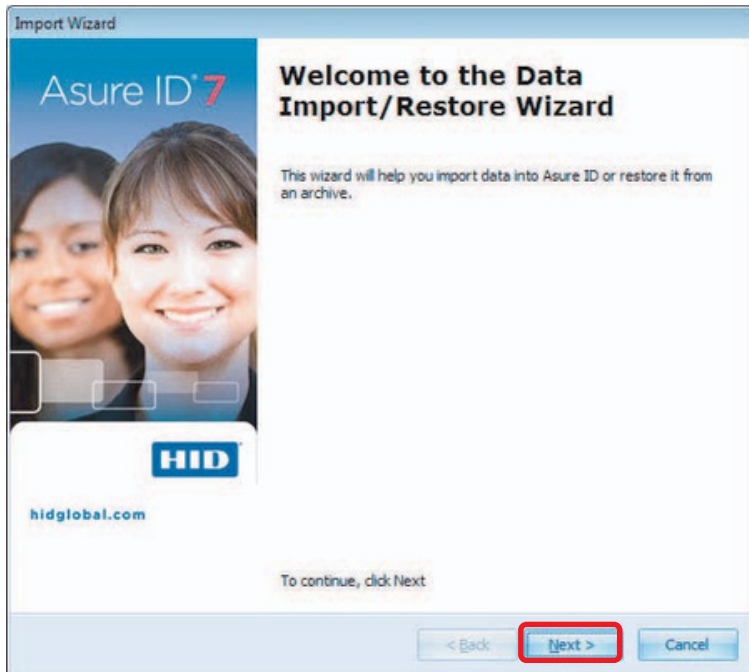 Import Wizard
Asure ID® 7
Welcome to the Data
Import/Restore Wizard
This wizard will help you import data into Asure ID or restore it from
an archive.
HID
hidglobal.com
To continue, click Next
< Back
Next >
Cancel